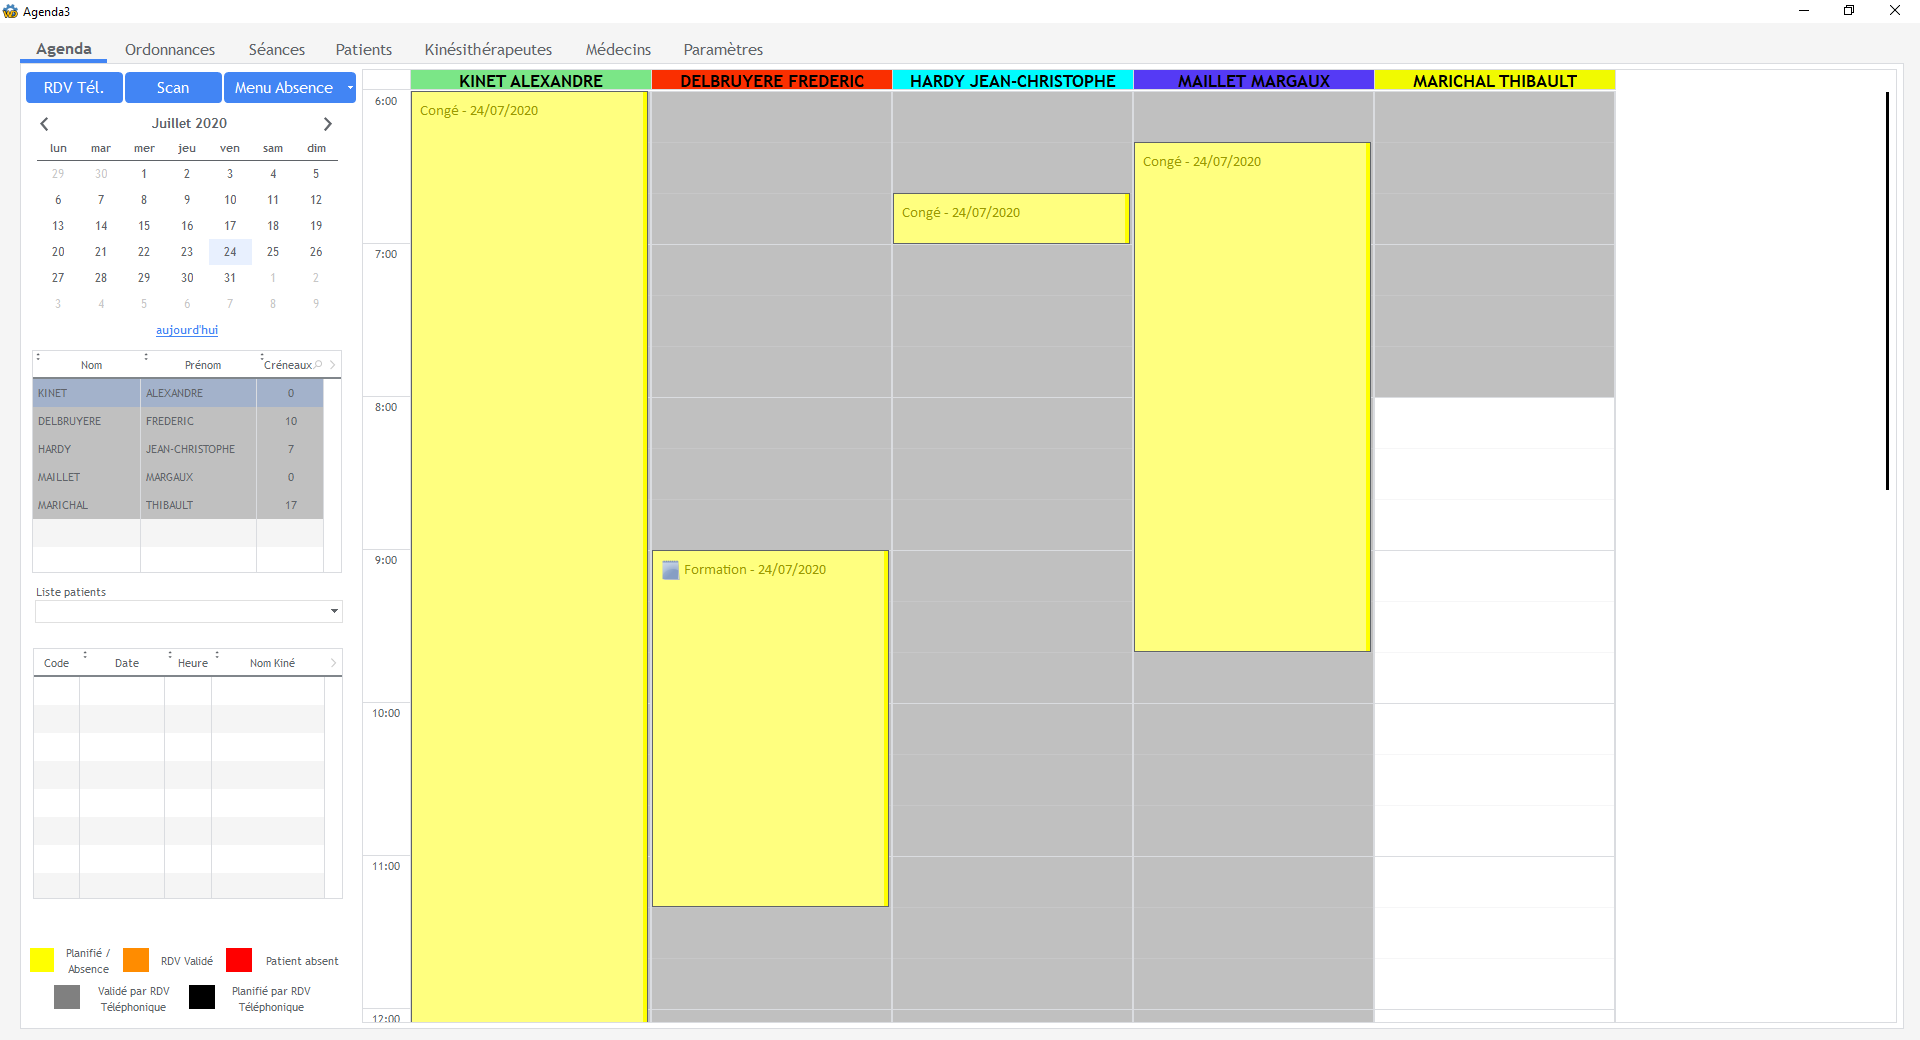 Agenda3
Agenda Ordonnances Séances Patients Kinésithérapeutes Médecins Paramètres
RDV Tél. Scan Menu Absence
Juillet 2020
lun mar mer jeu ven sam dim
29 30 1 2 3 4 5
6 7 8 9 10 11 12
13 14 15 16 17 18 19
20 21 22 23 24 25 26
27 28 29 30 31 1 2
3 4 5 6 7 8 9
aujourd'hui
Nom Prénom Créneaux
KINET ALEXANDRE 0
DELBRUYERE FREDERIC 10
HARDY JEAN-CHRISTOPHE 7
MAILLET MARGAUX 0
MARICHAL THIBAULT 17
Liste patients
Code Date Heure Nom Kiné
Planifié /
Absence
RDV Validé
Patient absent
Validé par RDV
Téléphonique
Planifié par RDV
Téléphonique
KINET ALEXANDRE DELBRUYERE FREDERIC HARDY JEAN-CHRISTOPHE MAILLET MARGAUX MARICHAL THIBAULT
6:00
Congé - 24/07/2020
Congé - 24/07/2020
Congé - 24/07/2020
7:00
8:00
9:00
Formation - 24/07/2020
10:00
11:00
12:00